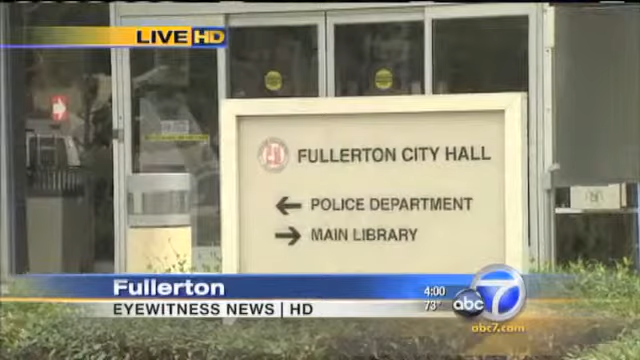 LIVE HD
FULLERTON CITY HALL
POLICE DEPARTMENT
MAIN LIBRARY
Fullerton
4:00
EYEWITNESS NEWS | HD
73°
abc 7
abc7.com